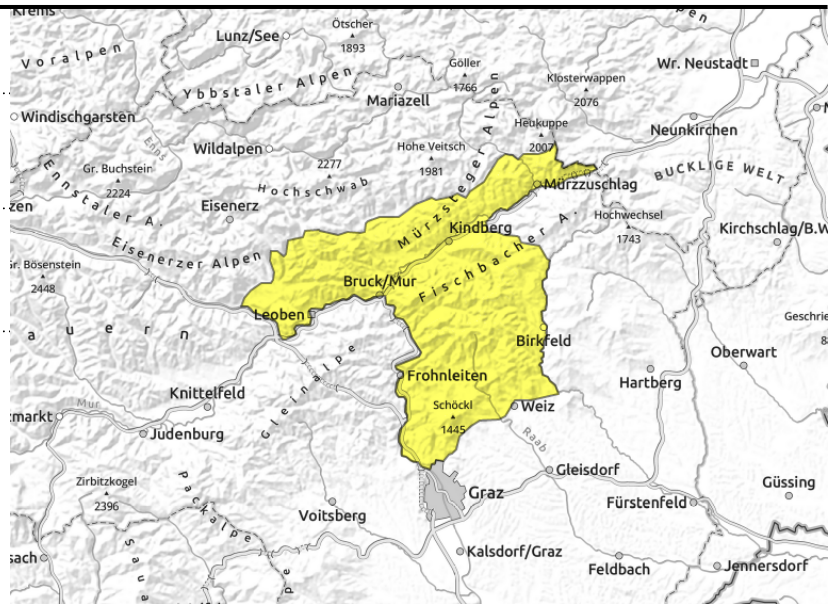 Krems
Ötscher
1893
Lunz/See
Voralpen
Göller
1766
Wr. Neustadt
Ybbstaler Alpen
Klosterwappen
2076
Mariazell
Windischgarsten
Enns
Heukuppe
2007
Neunkirchen
Wildalpen
Hohe Veitsch
1981
2277
Gr. Buchstein
2224
Hochschwab
Mürzsteger Alpen
Mürzzuschlag
BUCKLIGE WELT
Ennstaler A.
zen
Eisenerz
Hochwechsel
1743
Kirchschlag/B.W
Kindberg
Eisenerzer Alpen
Fischbacher A.
Gr. Bösenstein
2448
Bruck/Mur
Leoben
auern
Birkfeld
Oberwart
Gleinalpe
Frohnleiten
Hartberg
Knittelfeld
Schöckl
1445
Weiz
Mur
Judenburg
Raab
Gleisdorf
Zirbitzkogel
2396
Packalpe
Graz
Güssing
Voitsberg
Fürstenfeld
Kalsdorf/Graz
Feldbach
Jennersdorf